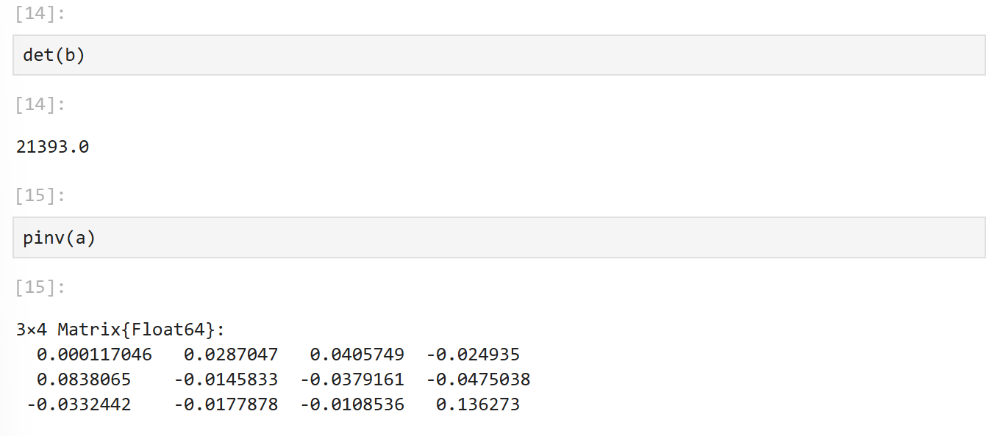 [14]:
det(b)
[14]:
21393.0
[15]:
pinv(a)
[15]:
3×4 Matrix{Float64}:
  0.000117046   0.0287047   0.0405749  -0.024935
  0.0838065    -0.0145833  -0.0379161  -0.0475038
 -0.0332442    -0.0177878  -0.0108536   0.136273